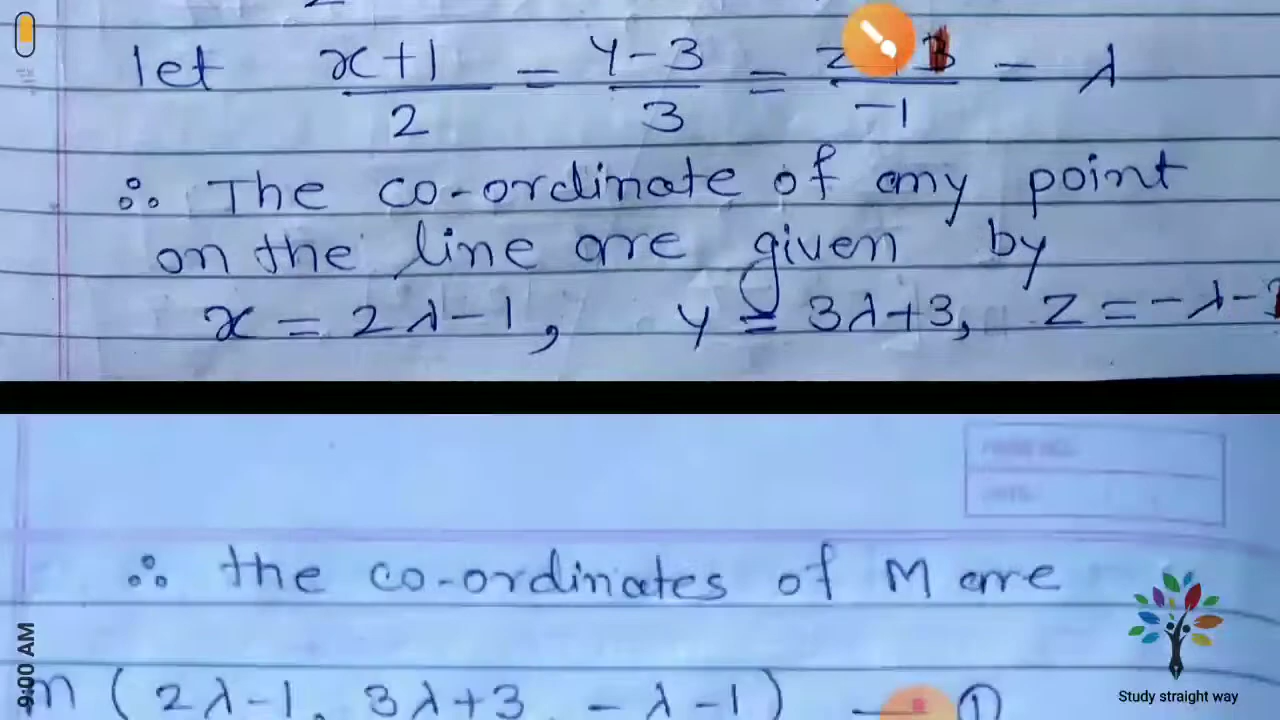 let x+1/2 = y-3/3 = z+1/-1 = λ
∴ The co-ordinate of any point
on the line are given by
x = 2λ-1, y = 3λ+3, z = -λ-
∴ the co-ordinates of M are
m (2λ-1, 3λ+3, -λ-1) — ①
Study straight way
9:00 AM